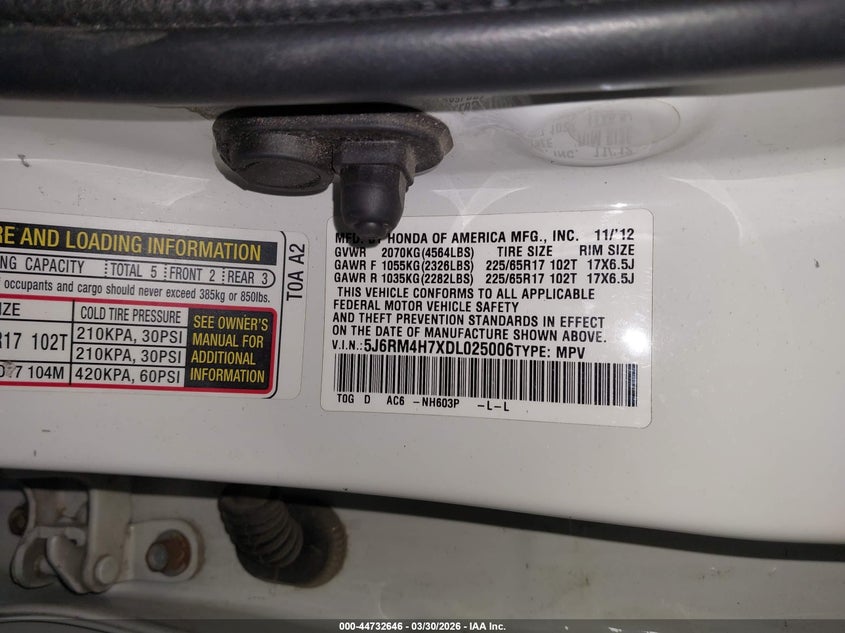 RE AND LOADING INFORMATION
NG CAPACITY TOTAL 5 FRONT 2 REAR 3
occupants and cargo should never exceed 385kg or 850lbs.
IZE COLD TIRE PRESSURE
R17 102T 210KPA, 30PSI
210KPA, 30PSI
104M 420KPA, 60PSI
SEE OWNER'S
MANUAL FOR
ADDITIONAL
INFORMATION
T0A A2
MFD. BY HONDA OF AMERICA MFG., INC. 11/'12
GVWR 2070KG(4564LBS) TIRE SIZE RIM SIZE
GAWR F 1055KG(2326LBS) 225/65R17 102T 17X6.5J
GAWR R 1035KG(2282LBS) 225/65R17 102T 17X6.5J
THIS VEHICLE CONFORMS TO ALL APPLICABLE
FEDERAL MOTOR VEHICLE SAFETY
AND THEFT PREVENTION STANDARDS IN EFFECT
ON THE DATE OF MANUFACTURE SHOWN ABOVE.
V.I.N.: 5J6RM4H7XDL025006 TYPE: MPV
T0G D AC6 -NH603P -L-L
000-44732646 - 03/30/2026 - IAA Inc.